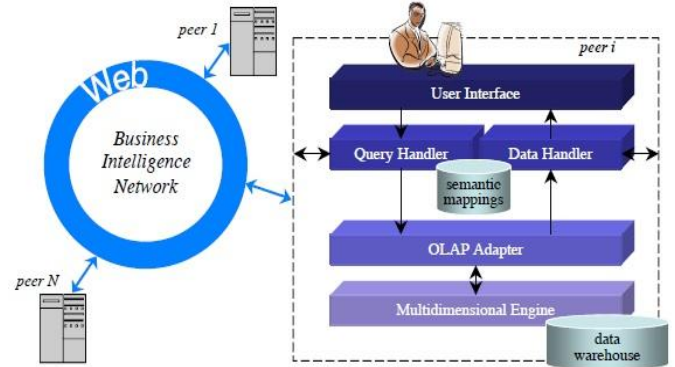 peer 1
Web
Business
Intelligence
Network
peer N
peer i
User Interface
Query Handler
Data Handler
semantic
mappings
OLAP Adapter
Multidimensional Engine
data
warehouse